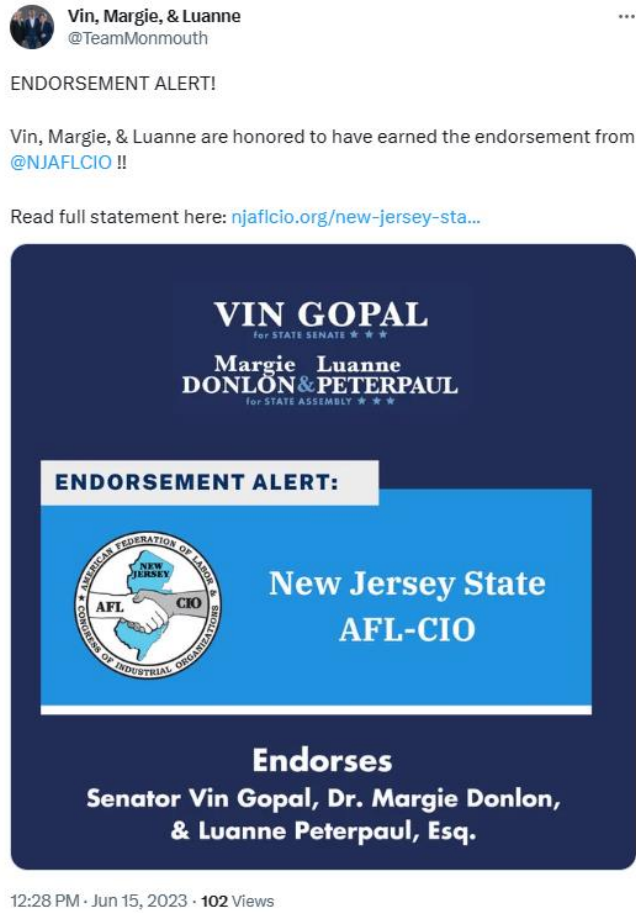 Vin, Margie, & Luanne
@TeamMonmouth
ENDORSEMENT ALERT!
Vin, Margie, & Luanne are honored to have earned the endorsement from
@NJAFLCIO !!
Read full statement here: njaflcio.org/new-jersey-sta...
VIN GOPAL
for STATE SENATE ★ ★ ★
Margie Luanne
DONLON & PETERPAUL
for STATE ASSEMBLY ★ ★ ★
ENDORSEMENT ALERT:
AMERICAN FEDERATION OF LABOR &
CONGRESS OF INDUSTRIAL ORGANIZATIONS
NEW
JERSEY
AFL CIO
New Jersey State
AFL-CIO
Endorses
Senator Vin Gopal, Dr. Margie Donlon,
& Luanne Peterpaul, Esq.
12:28 PM · Jun 15, 2023 · 102 Views